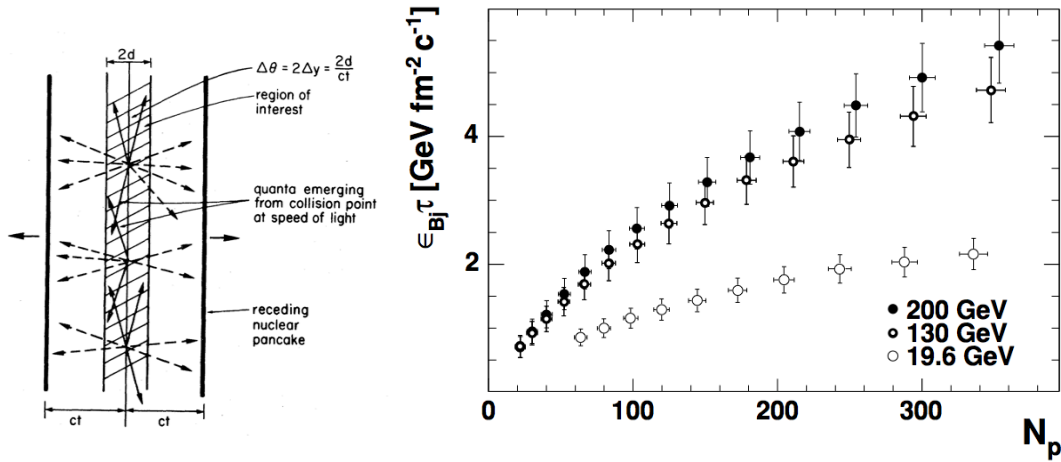 2d
Δθ = 2Δy = 2d/ct
region of
interest
quanta emerging
from collision point
at speed of light
receding
nuclear
pancake
ct
ct
ϵBj τ [GeV fm⁻² c⁻¹]
4
2
200 GeV
130 GeV
19.6 GeV
0
100
200
300
Np